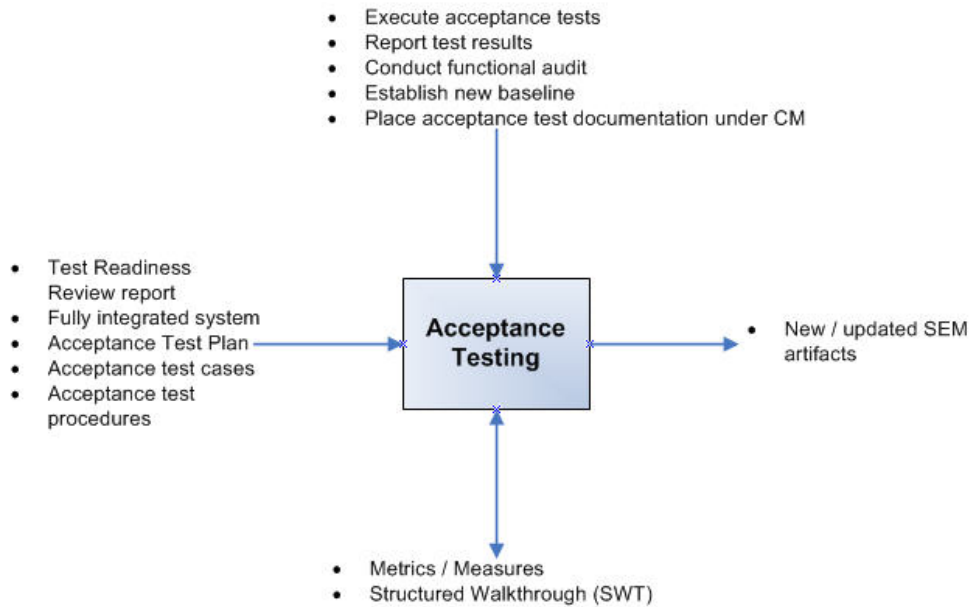 • Execute acceptance tests
• Report test results
• Conduct functional audit
• Establish new baseline
• Place acceptance test documentation under CM
• Test Readiness
Review report
• Fully integrated system
• Acceptance Test Plan
• Acceptance test cases
• Acceptance test
procedures
Acceptance
Testing
• New / updated SEM
artifacts
• Metrics / Measures
• Structured Walkthrough (SWT)